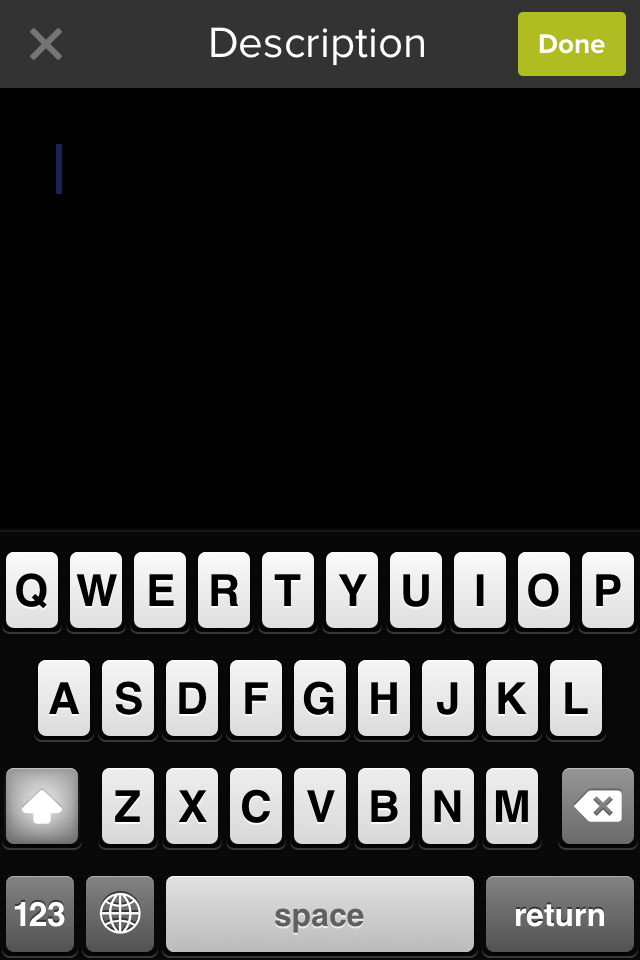 Description Done
Q W E R T Y U I O P
A S D F G H J K L
Z X C V B N M
123 space return